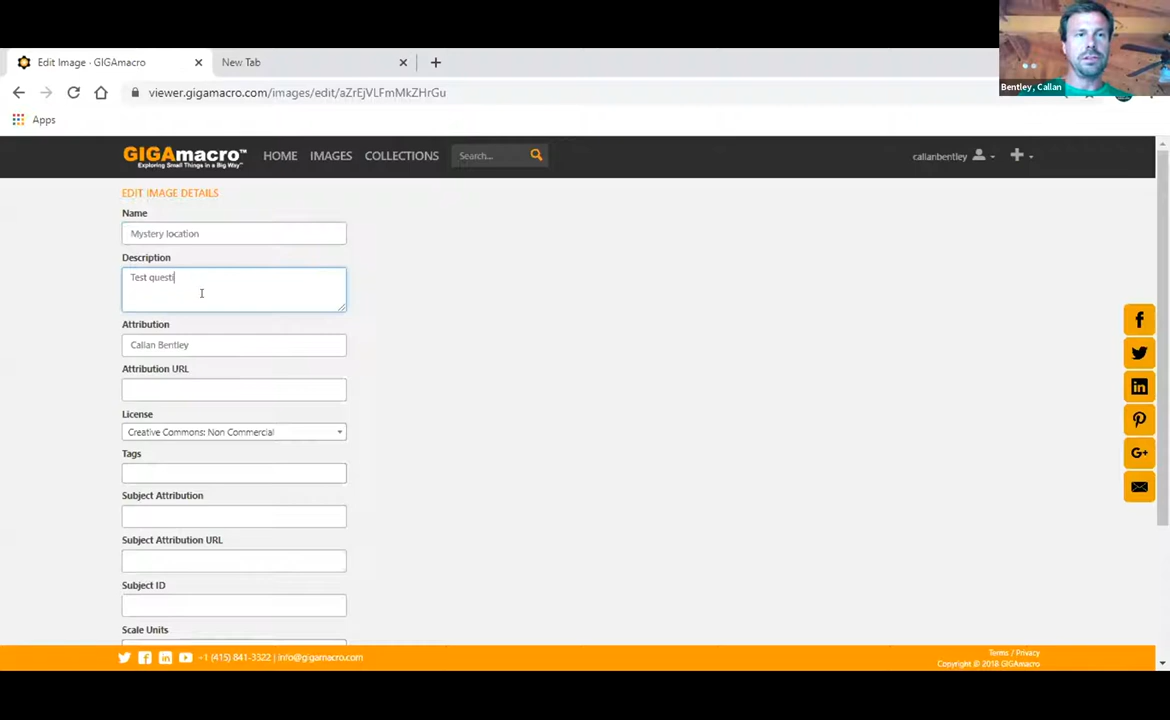 Edit Image · GIGAmacro
New Tab
viewer.gigamacro.com/images/edit/aZrEjVLFmMkZHrGu
Apps
Bentley, Callan
GIGAmacro™
Exploring Small Things in a Big Way™
HOME
IMAGES
COLLECTIONS
Search...
callanbentley
EDIT IMAGE DETAILS
Name
Mystery location
Description
Test questi
Attribution
Callan Bentley
Attribution URL
License
Creative Commons: Non Commercial
Tags
Subject Attribution
Subject Attribution URL
Subject ID
Scale Units
+1 (415) 841-3322 | info@gigamacro.com
Terms / Privacy
Copyright © 2018 GIGAmacro